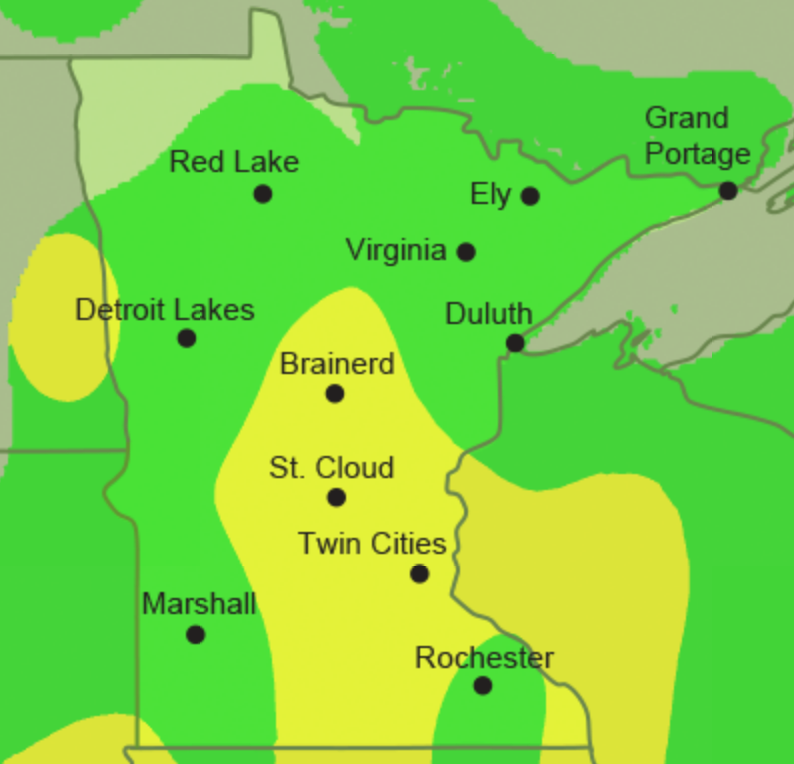 Grand
Portage
Red Lake
Ely
Virginia
Detroit Lakes
Duluth
Brainerd
St. Cloud
Twin Cities
Marshall
Rochester